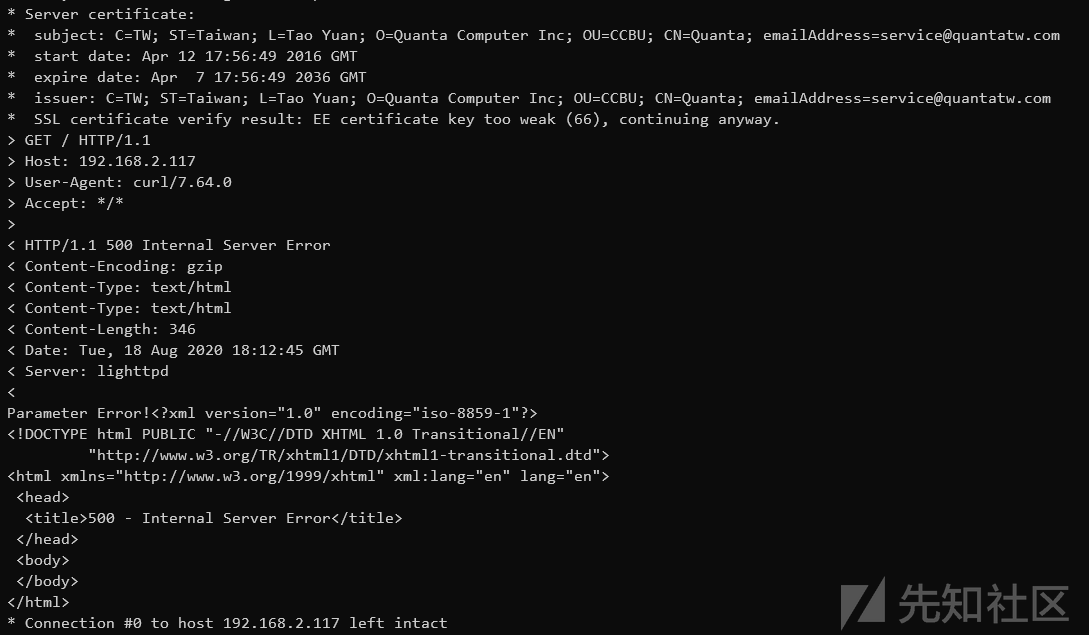 * Server certificate:
*  subject: C=TW; ST=Taiwan; L=Tao Yuan; O=Quanta Computer Inc; OU=CCBU; CN=Quanta; emailAddress=service@quantatw.com
*  start date: Apr 12 17:56:49 2016 GMT
*  expire date: Apr  7 17:56:49 2036 GMT
*  issuer: C=TW; ST=Taiwan; L=Tao Yuan; O=Quanta Computer Inc; OU=CCBU; CN=Quanta; emailAddress=service@quantatw.com
*  SSL certificate verify result: EE certificate key too weak (66), continuing anyway.
> GET / HTTP/1.1
> Host: 192.168.2.117
> User-Agent: curl/7.64.0
> Accept: */*
>
< HTTP/1.1 500 Internal Server Error
< Content-Encoding: gzip
< Content-Type: text/html
< Content-Type: text/html
< Content-Length: 346
< Date: Tue, 18 Aug 2020 18:12:45 GMT
< Server: lighttpd
<
Parameter Error!<?xml version="1.0" encoding="iso-8859-1"?>
<!DOCTYPE html PUBLIC "-//W3C//DTD XHTML 1.0 Transitional//EN"
         "http://www.w3.org/TR/xhtml1/DTD/xhtml1-transitional.dtd">
<html xmlns="http://www.w3.org/1999/xhtml" xml:lang="en" lang="en">
 <head>
  <title>500 - Internal Server Error</title>
 </head>
 <body>
 </body>
</html>
* Connection #0 to host 192.168.2.117 left intact
先知社区